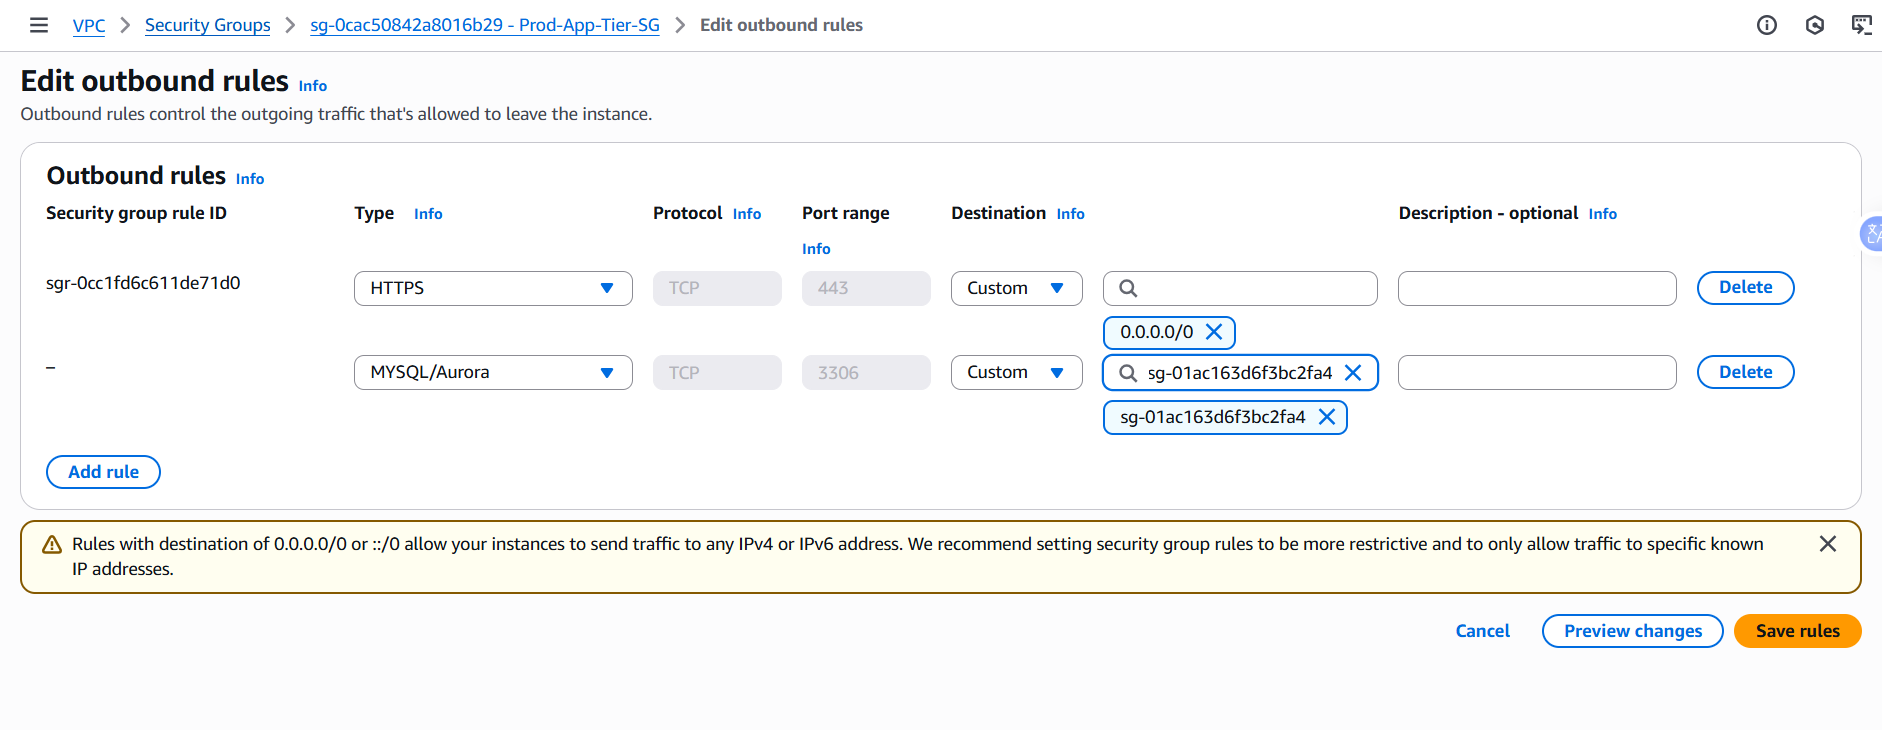 VPC > Security Groups > sg-0cac50842a8016b29 - Prod-App-Tier-SG > Edit outbound rules
Edit outbound rules Info
Outbound rules control the outgoing traffic that's allowed to leave the instance.
Outbound rules Info
Security group rule ID Type Info Protocol Info Port range Destination Info Description - optional Info
Info
sgr-0cc1fd6c611de71d0 HTTPS TCP 443 Custom Delete
0.0.0.0/0
– MYSQL/Aurora TCP 3306 Custom sg-01ac163d6f3bc2fa4 Delete
sg-01ac163d6f3bc2fa4
Add rule
Rules with destination of 0.0.0.0/0 or ::/0 allow your instances to send traffic to any IPv4 or IPv6 address. We recommend setting security group rules to be more restrictive and to only allow traffic to specific known
IP addresses.
Cancel Preview changes Save rules